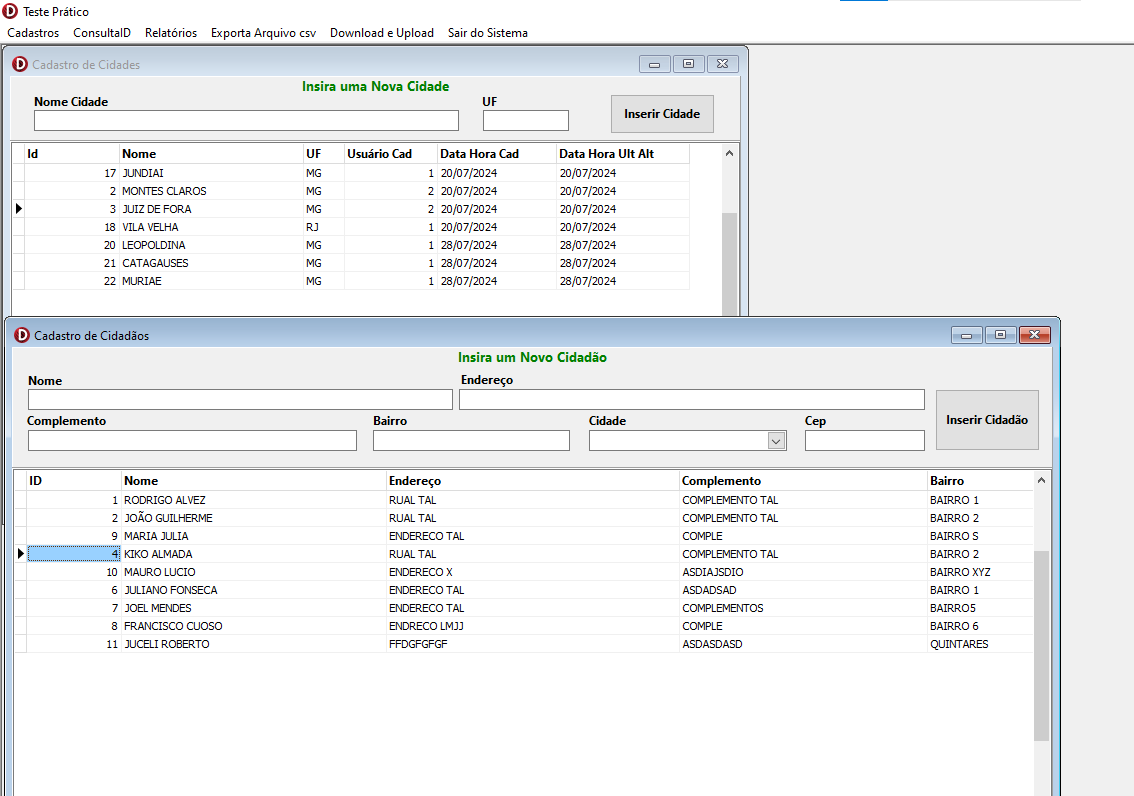 Teste Prático
Cadastros ConsultaID Relatórios Exporta Arquivo csv Download e Upload Sair do Sistema
Cadastro de Cidades
Insira uma Nova Cidade
Nome Cidade UF
Inserir Cidade
Id Nome UF Usuário Cad Data Hora Cad Data Hora Ult Alt
17 JUNDIAI MG 1 20/07/2024 20/07/2024
2 MONTES CLAROS MG 2 20/07/2024 20/07/2024
3 JUIZ DE FORA MG 2 20/07/2024 20/07/2024
18 VILA VELHA RJ 1 20/07/2024 20/07/2024
20 LEOPOLDINA MG 1 28/07/2024 28/07/2024
21 CATAGAUSES MG 1 28/07/2024 28/07/2024
22 MURIAE MG 1 28/07/2024 28/07/2024
Cadastro de Cidadãos
Insira um Novo Cidadão
Nome Endereço
Complemento Bairro Cidade Cep
Inserir Cidadão
ID Nome Endereço Complemento Bairro
1 RODRIGO ALVEZ RUAL TAL COMPLEMENTO TAL BAIRRO 1
2 JOÃO GUILHERME RUAL TAL COMPLEMENTO TAL BAIRRO 2
9 MARIA JULIA ENDERECO TAL COMPLE BAIRRO S
4 KIKO ALMADA RUAL TAL COMPLEMENTO TAL BAIRRO 2
10 MAURO LUCIO ENDERECO X ASDIAJSDIO BAIRRO XYZ
6 JULIANO FONSECA ENDERECO TAL ASDADSAD BAIRRO 1
7 JOEL MENDES ENDERECO TAL COMPLEMENTOS BAIRRO5
8 FRANCISCO CUOSO ENDRECO LMJJ COMPLE BAIRRO 6
11 JUCELI ROBERTO FFDGFGFGF ASDASDASD QUINTARES